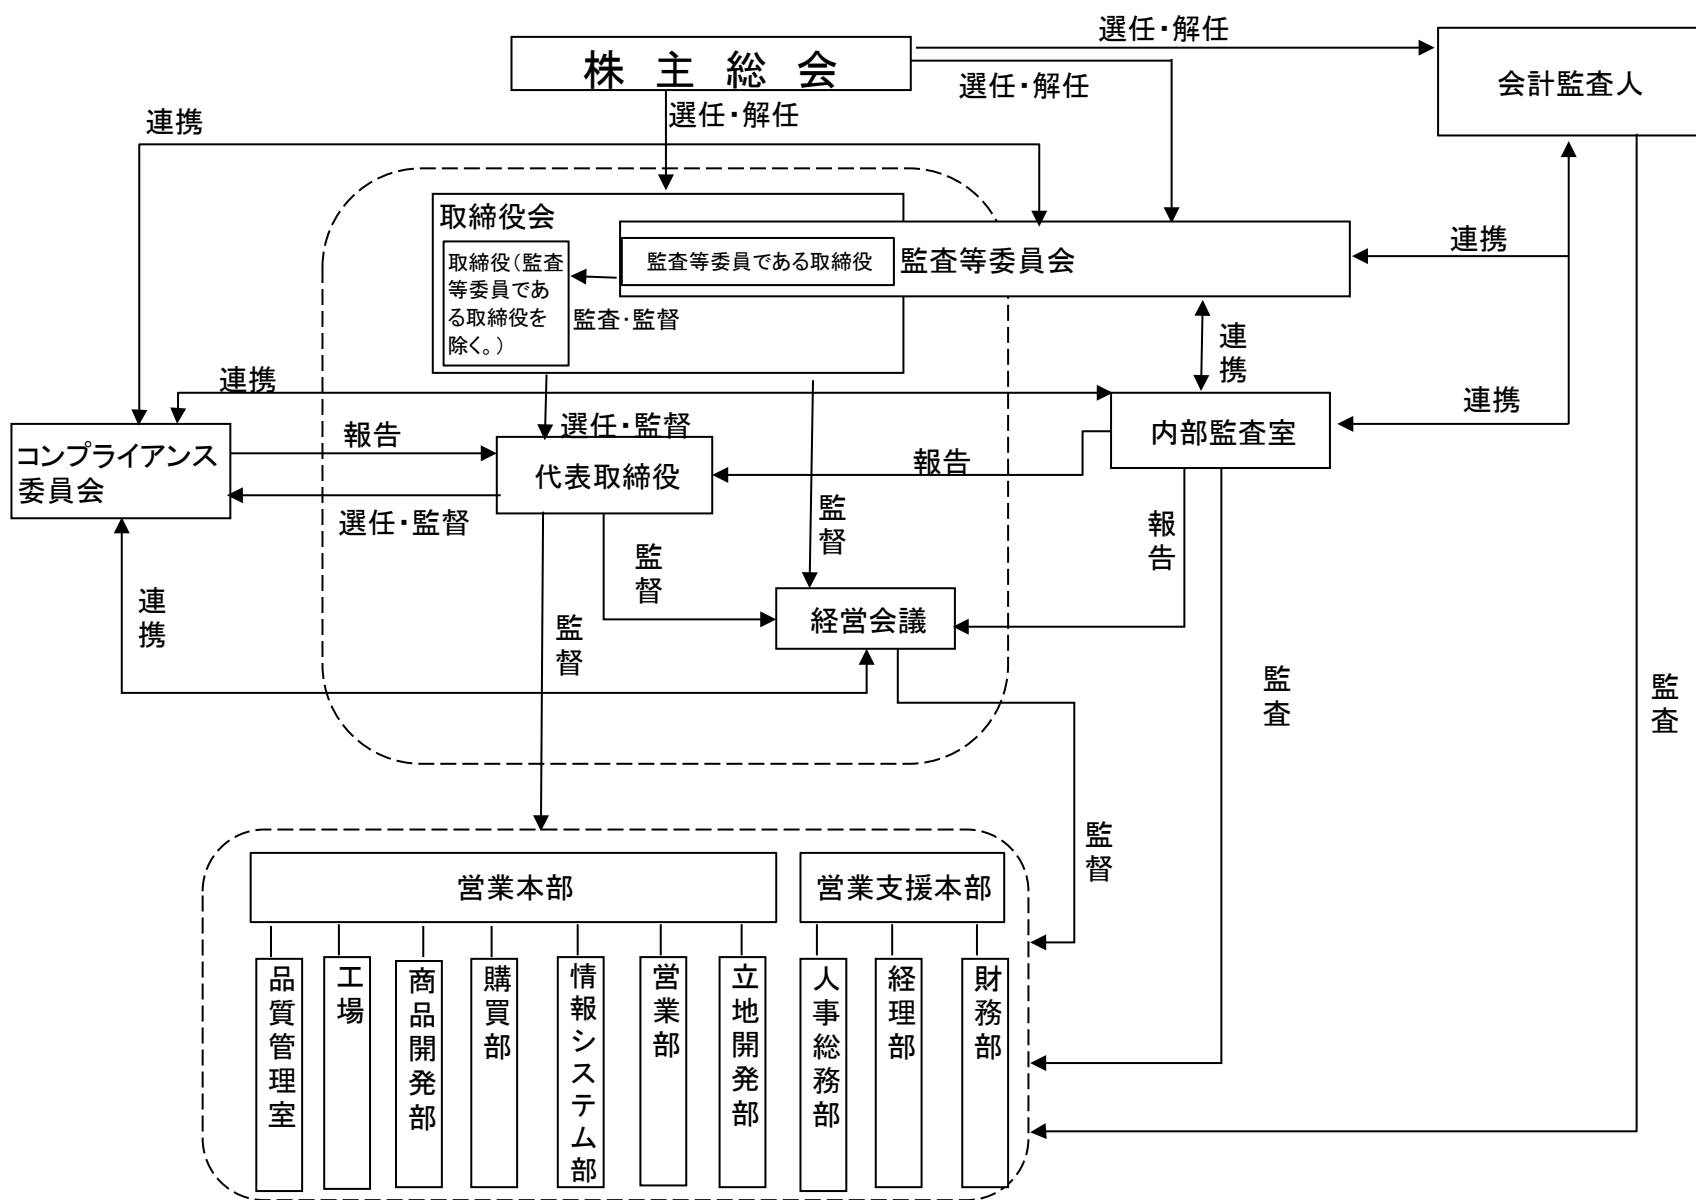 選任・解任
株主総会
選任・解任
会計監査人
選任・解任
連携
取締役会
取締役（監査
等委員であ
る取締役を
除く。）
監査等委員である取締役
監査等委員会
監査・監督
連携
連携
連携
連携
選任・監督
内部監査室
コンプライアンス
委員会
報告
代表取締役
報告
選任・監督
監督
監督
報告
連携
監督
経営会議
監査
監査
監督
営業本部
営業支援本部
品質管理室
工場
商品開発部
購買部
情報システム部
営業部
立地開発部
人事総務部
経理部
財務部